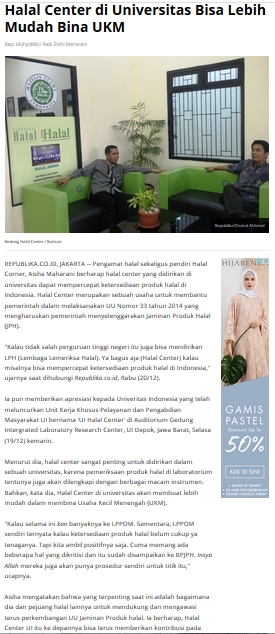 Halal Center di Universitas Bisa Lebih
Mudah Bina UKM
Rep: Muhyiddin/ Red: Esthi Maharani
Halal
Republika/Khairul Akhmad
Gedung Halal Center / Ilustrasi
REPUBLIKA.CO.ID, JAKARTA -- Pengamat halal sekaligus pendiri Halal
Corner, Aisha Maharani berharap halal center yang didirikan di
universitas dapat mempercepat ketersediaan produk halal di
Indonesia. Halal Center merupakan sebuah usaha untuk membantu
pemerintah dalam melaksanakan UU Nomor 33 tahun 2014 yang
mengharuskan pemerintah menyelenggarakan Jaminan Produk Halal
(JPH).
"Kalau tidak salah perguruan tinggi negeri itu juga bisa mendirikan
LPH (Lembaga Lemeriksa Halal). Ya bagus aja (Halal Center) kalau
misalnya bisa mempercepat ketersediaan produk halal di Indonesia,"
ujarnya saat dihubungi Republika.co.id, Rabu (20/12).
Ia pun memberikan apresiasi kepada Univeritas Indonesia yang telah
meluncurkan Unit Kerja Khusus Pelayanan dan Pengabdian
Masyarakat UI bernama 'UI Halal Center' di Auditorium Gedung
Intergrated Laboratory Research Center, UI Depok, Jawa Barat, Selasa
(19/12) kemarin.
Menurut dia, halal center sangat penting untuk didirikan dalam
sebuah universitas, karena pemeriksaan produk halal di laboratorium
tentunya juga akan dilengkapi dengan berbagai macam instrumen.
Bahkan, kata dia, Halal Center di universitas akan membuat lebih
mudah dalam membina Usaha Kecil Menengah (UKM).
"Kalau selama ini kan banyaknya ke LPPOM. Sementara, LPPOM
sendiri ternyata kalau ketersediaan produk halal belum cukup ya
tenaganya. Tapi kita ambil positifnya saja. Cuma memang ada
beberapa hal yang dikritisi dan itu sudah disampaikan ke BPJPH. Insya
Allah mereka juga akan punya prosedur sendiri untuk titik itu,"
ucapnya.
Aisha mengatakan bahwa yang terpenting saat ini adalah bagaimana
dia dan pejuang halal lainnya untuk mendukung dan mengawasi
terus perkembangan UU Jaminan Produk Halal. Ia berharap, Halal
Center UI itu ke depannya bisa terus memberikan kontribusi pada
HIJABENKA
GAMIS
PASTEL
Discount Up To
50%
KLIK DI SINI